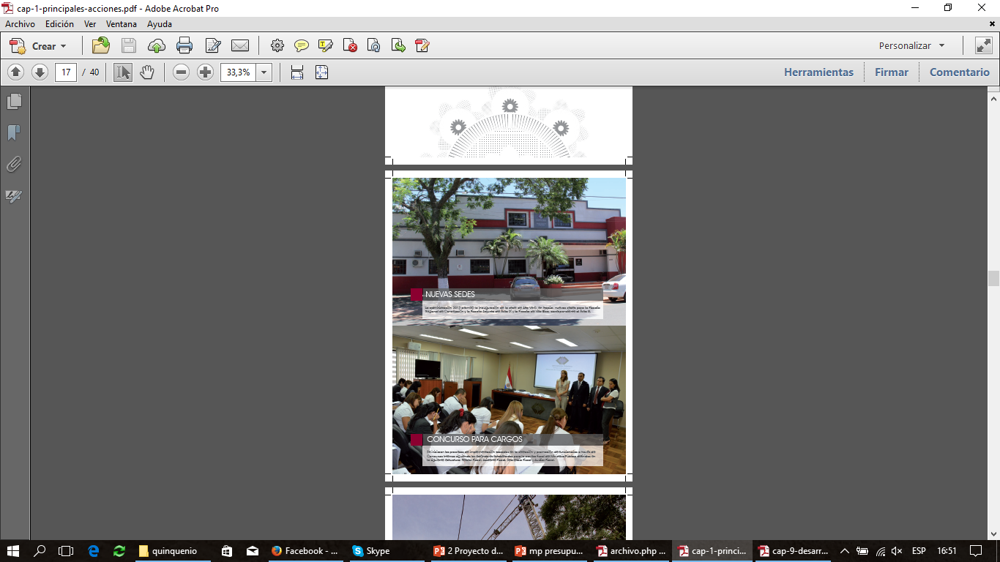 cap-1-principales-acciones.pdf - Adobe Acrobat Pro
Archivo Edición Ver Ventana Ayuda
Crear
Personalizar
17 / 40
33,3%
Herramientas
Firmar
Comentario
NUEVAS SEDES
CONCURSO PARA CARGOS
quinquenio
Facebook - ...
Skype
2 Proyecto d...
mp presupu...
archivo.php ...
cap-1-princi...
cap-9-desarr...
ESP
16:51